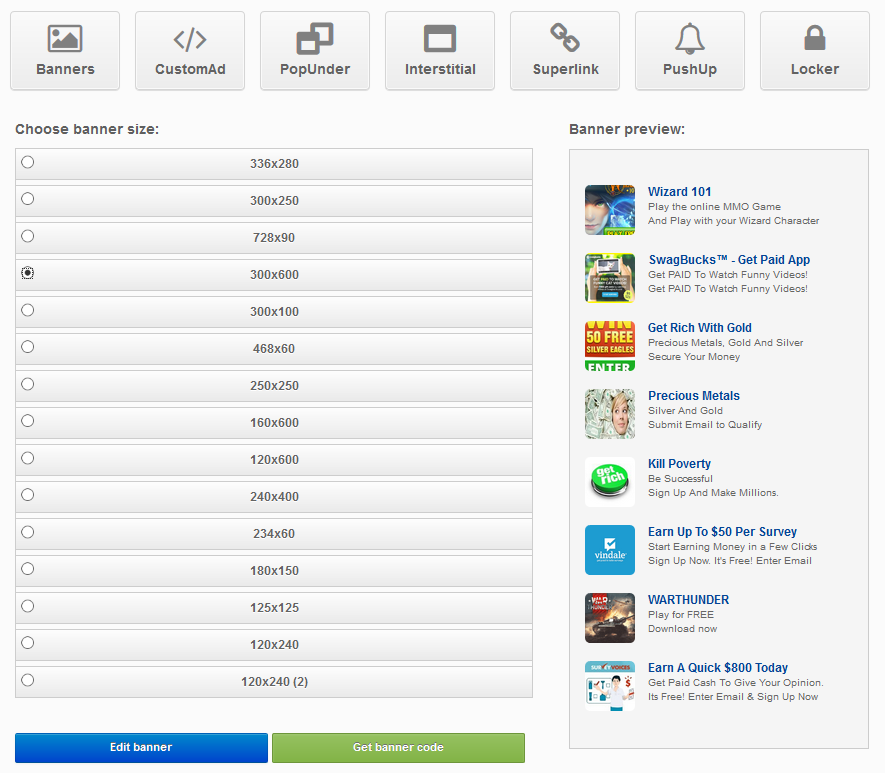 Banners
CustomAd
PopUnder
Interstitial
Superlink
PushUp
Locker
Choose banner size:
336x280
300x250
728x90
300x600
300x100
468x60
250x250
160x600
120x600
240x400
234x60
180x150
125x125
120x240
120x240 (2)
Edit banner
Get banner code
Banner preview:
Wizard 101
Play the online MMO Game
And Play with your Wizard Character
SwagBucks™ - Get Paid App
Get PAID To Watch Funny Videos!
Get PAID To Watch Funny Videos!
WIN
50 FREE
SILVER EAGLES
ENTER
Get Rich With Gold
Precious Metals, Gold And Silver
Secure Your Money
Precious Metals
Silver And Gold
Submit Email to Qualify
get
rich
Kill Poverty
Be Successful
Sign Up And Make Millions.
vindale
Earn Up To $50 Per Survey
Start Earning Money in a Few Clicks
Sign Up Now. It's Free! Enter Email
WARTHUNDER
Play for FREE
Download now
Earn A Quick $800 Today
Get Paid Cash To Give Your Opinion.
Its Free! Enter Email & Sign Up Now